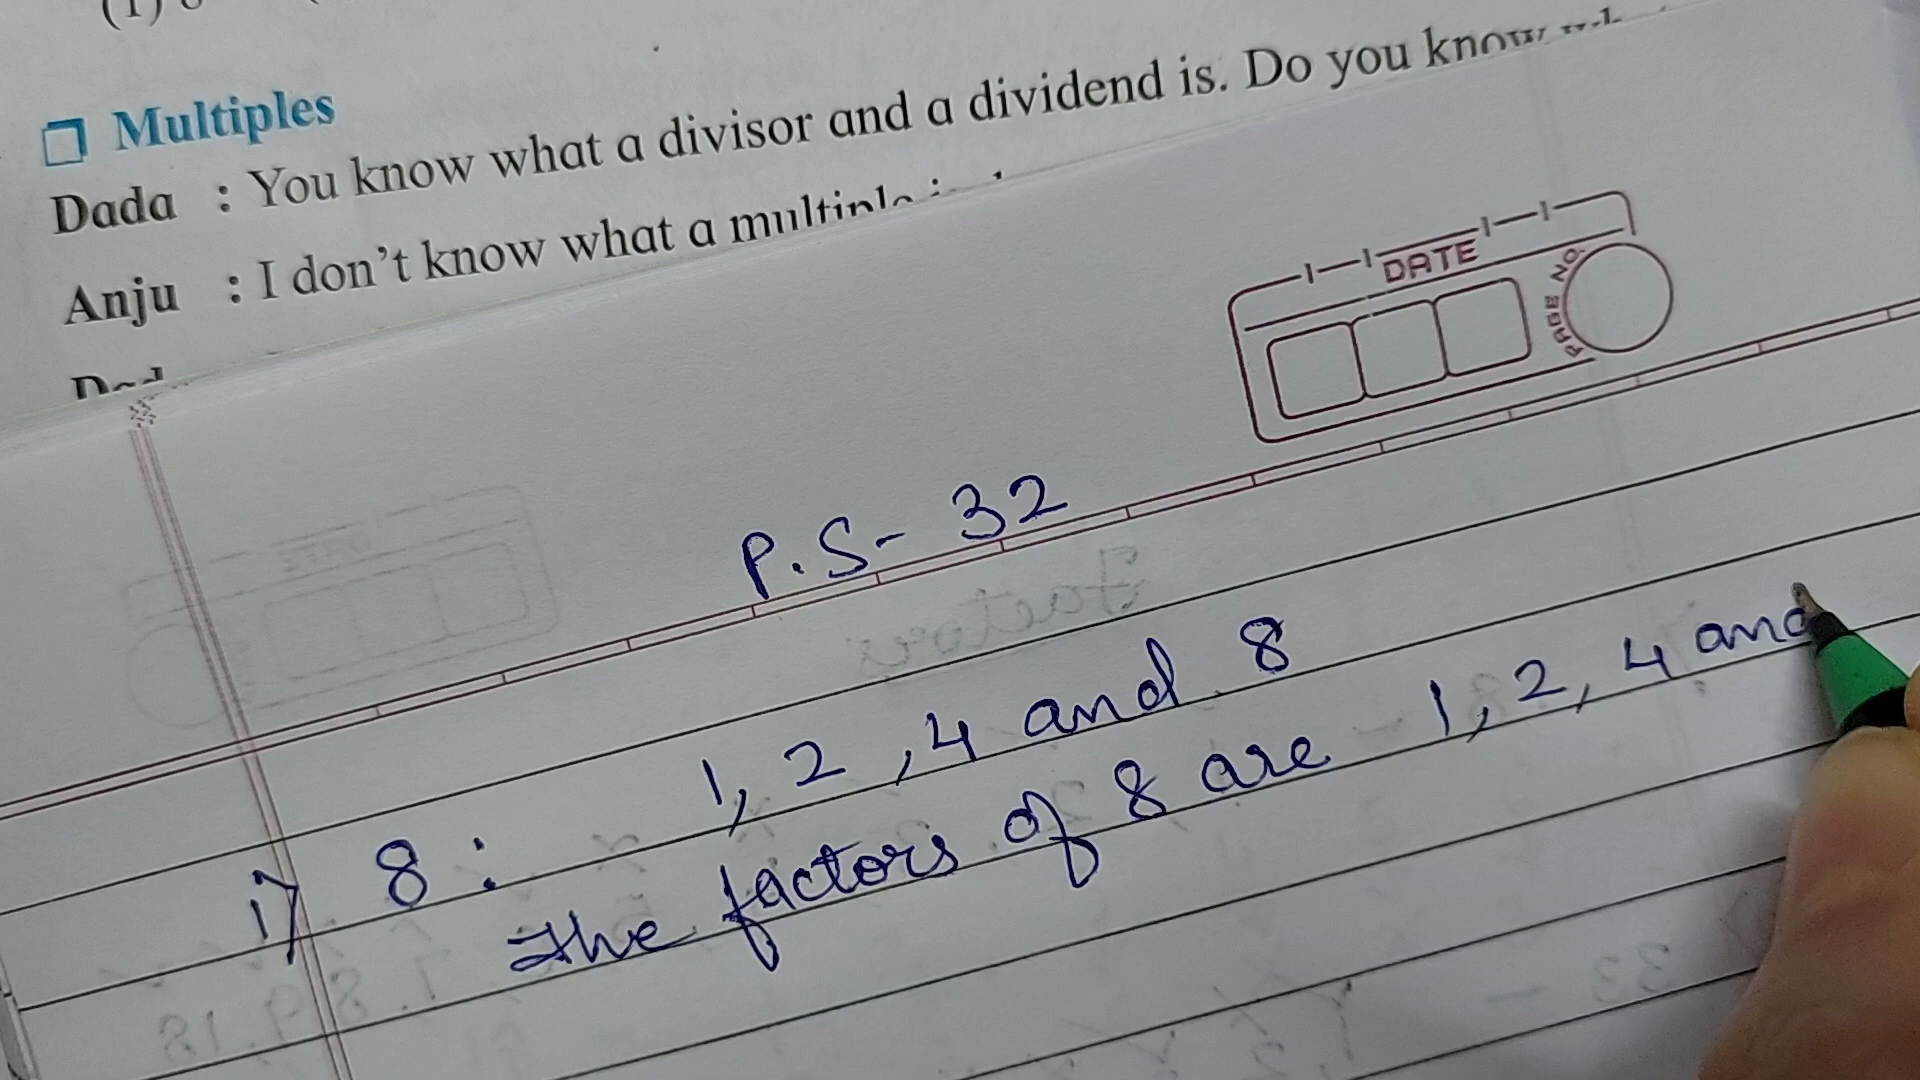 Multiples
Dada : You know what a divisor and a dividend is. Do you know
Anju : I don't know what a multiple
DATE
PAGE NO.
P.S- 32
1, 2, 4 and 8
i) 8 :
The factors of 8 are 1, 2, 4 and